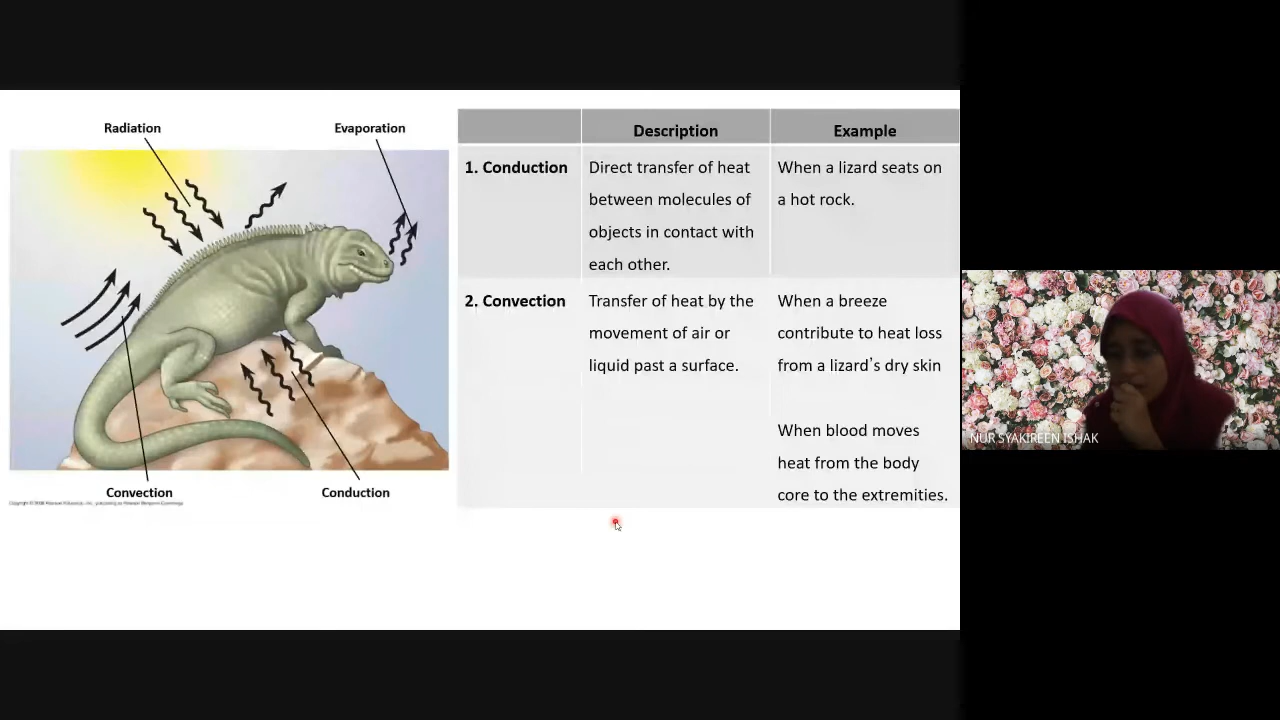 Radiation
Evaporation
Convection
Conduction
Description
Example
1. Conduction
Direct transfer of heat
between molecules of
objects in contact with
each other.
When a lizard seats on
a hot rock.
2. Convection
Transfer of heat by the
movement of air or
liquid past a surface.
When a breeze
contribute to heat loss
from a lizard’s dry skin
When blood moves
heat from the body
core to the extremities.
NUR SYAKIREEN ISHAK